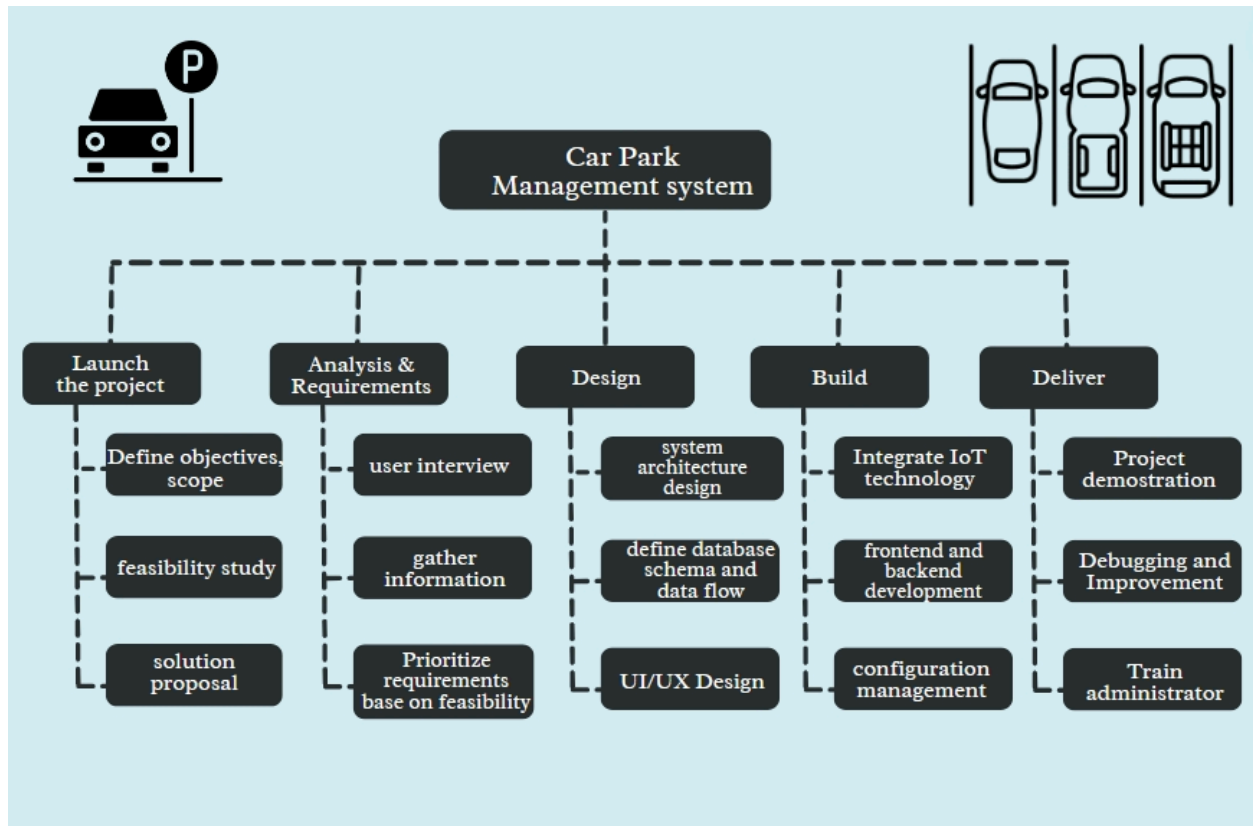 P
Car Park
Management system
Launch
the project
Define objectives,
scope
feasibility study
solution
proposal
Analysis &
Requirements
user interview
gather
information
Prioritize
requirements
base on feasibility
Design
system
architecture
design
define database
schema and
data flow
UI/UX Design
Build
Integrate IoT
technology
frontend and
backend
development
configuration
management
Deliver
Project
demostration
Debugging and
Improvement
Train
administrator